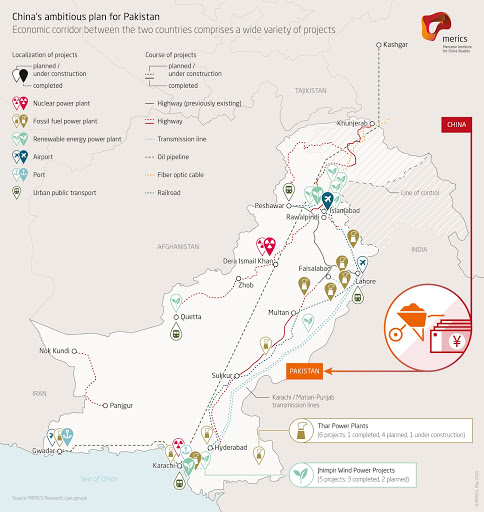 China's ambitious plan for Pakistan
Economic corridor between the two countries comprises a wide variety of projects
merics
Mercator Institute
for China Studies
Localization of projects
planned /
under construction
completed
Nuclear power plant
Fossil fuel power plant
Renewable energy power plant
Airport
Port
Urban public transport
Course of projects
planned /
under construction
completed
Highway (previously existing)
Highway
Transmission line
Oil pipeline
Fiber optic cable
Railroad
Kashgar
TAJIKISTAN
Khunjerab
CHINA
Line of control
Peshawar
Islamabad
Rawalpindi
AFGHANISTAN
INDIA
Dera Ismail Khan
Zhob
Faisalabad
Lahore
Quetta
Multan
Nok Kundi
Sukkur
PAKISTAN
IRAN
Panjgur
Karachi / Matiari-Punjab
transmission lines
Thar Power Plants
(6 projects: 1 completed, 4 planned, 1 under construction)
Gwadar
Hyderabad
Karachi
Jhimpir Wind Power Projects
(5 projects: 3 completed, 2 planned)
Sea of Oman
Source: MERICS Research; cpec.gov.pk